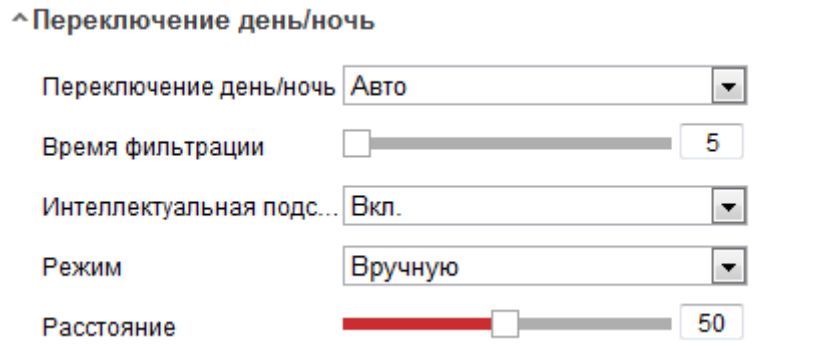 Переключение день/ночь
Переключение день/ночь Авто
Время фильтрации 5
Интеллектуальная подс... Вкл.
Режим Вручную
Расстояние 50